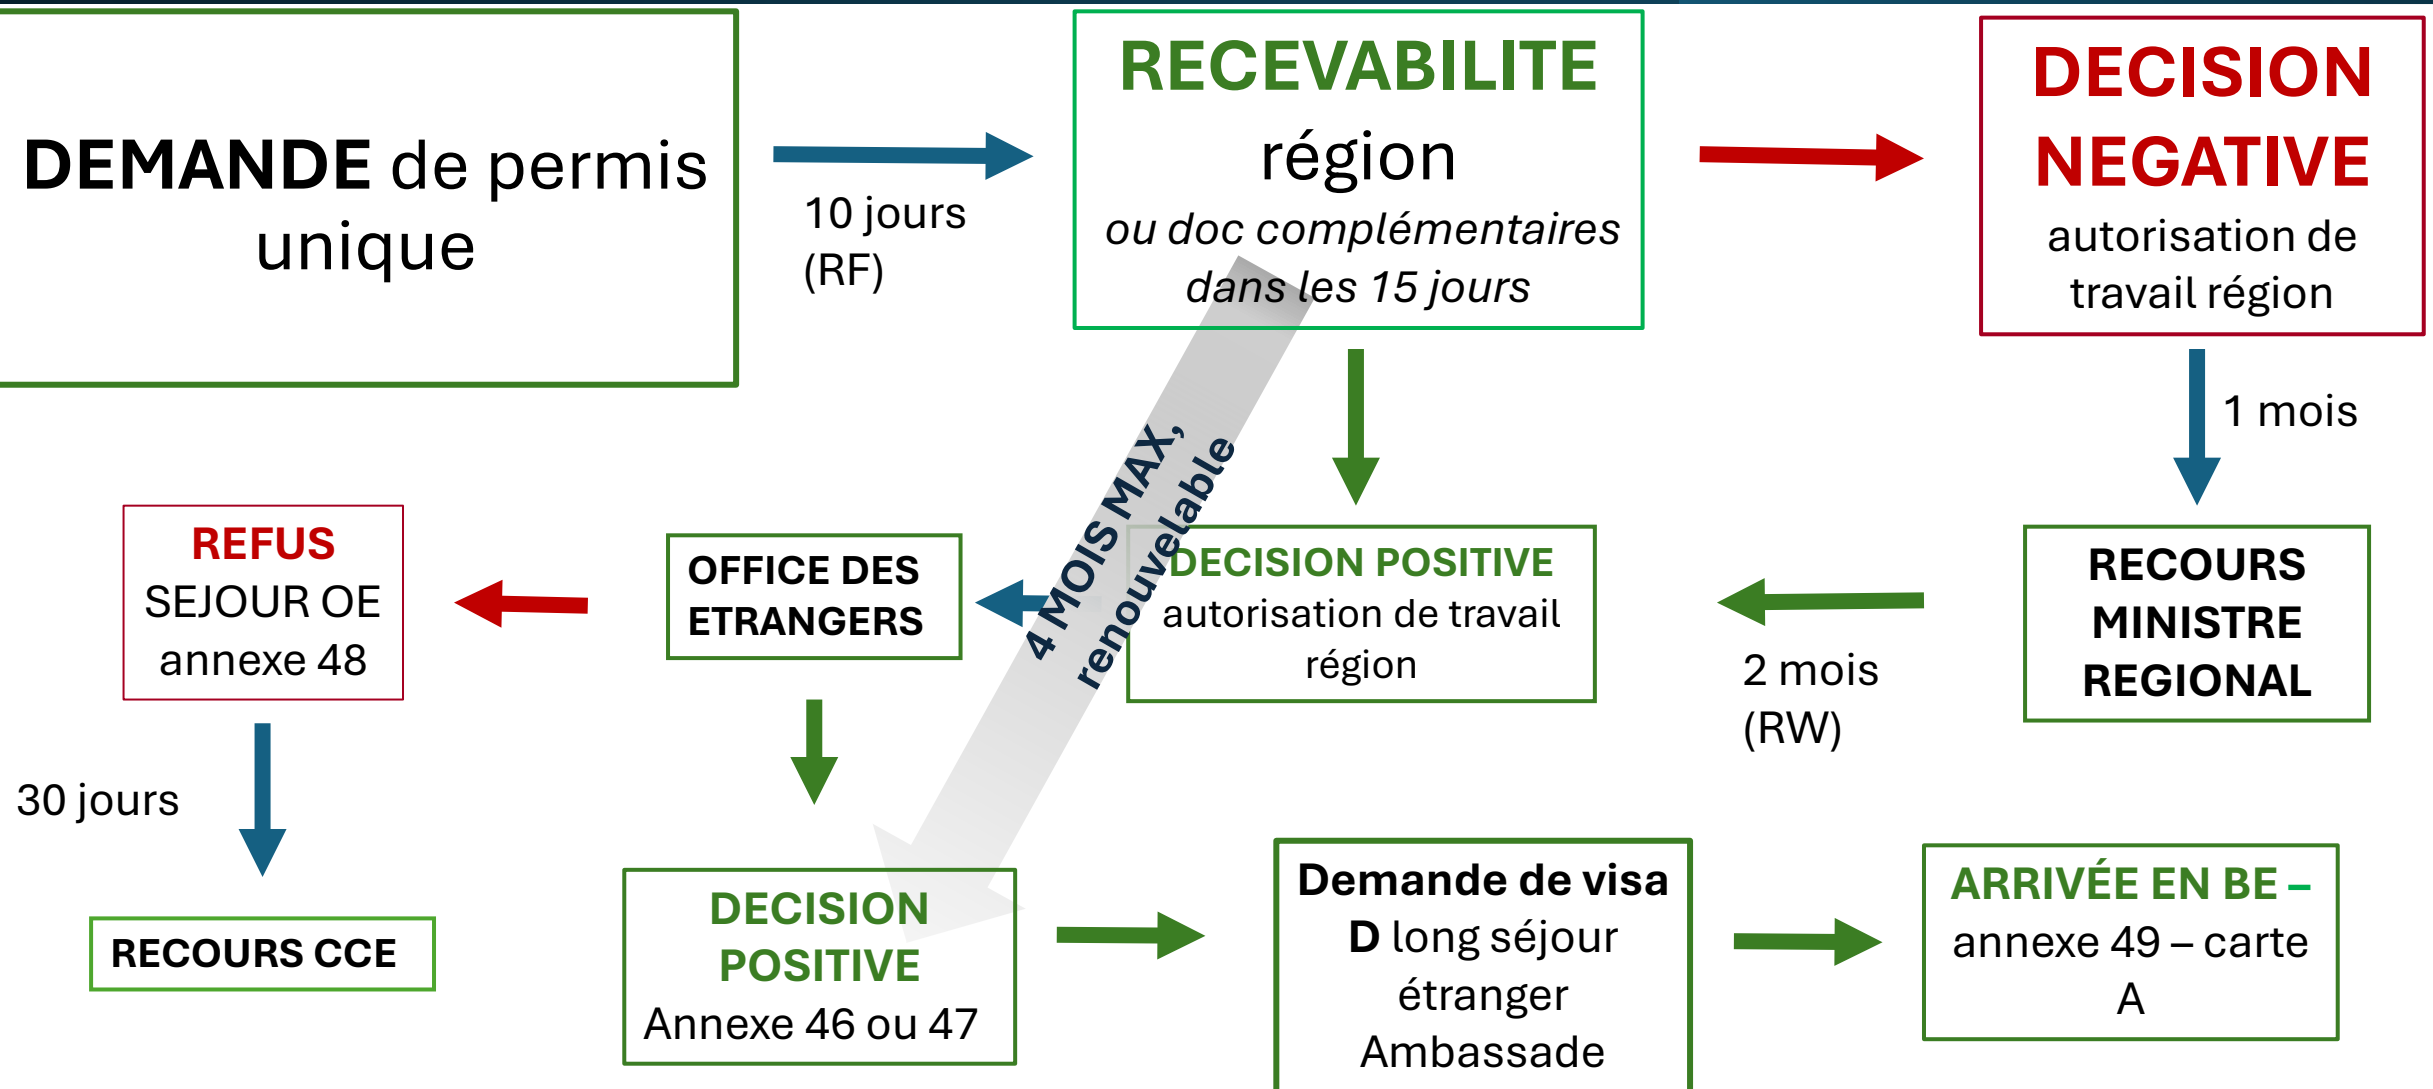 DEMANDE de permis
unique
10 jours
(RF)
RECEVABILITE
région
ou doc complémentaires
dans les 15 jours
DECISION
NEGATIVE
autorisation de
travail région
1 mois
4 MOIS MAX,
renouvelable
REFUS
SEJOUR OE
annexe 48
OFFICE DES
ETRANGERS
DECISION POSITIVE
autorisation de travail
région
2 mois
(RW)
RECOURS
MINISTRE
REGIONAL
30 jours
RECOURS CCE
DECISION
POSITIVE
Annexe 46 ou 47
Demande de visa
D long séjour
étranger
Ambassade
ARRIVÉE EN BE –
annexe 49 – carte
A